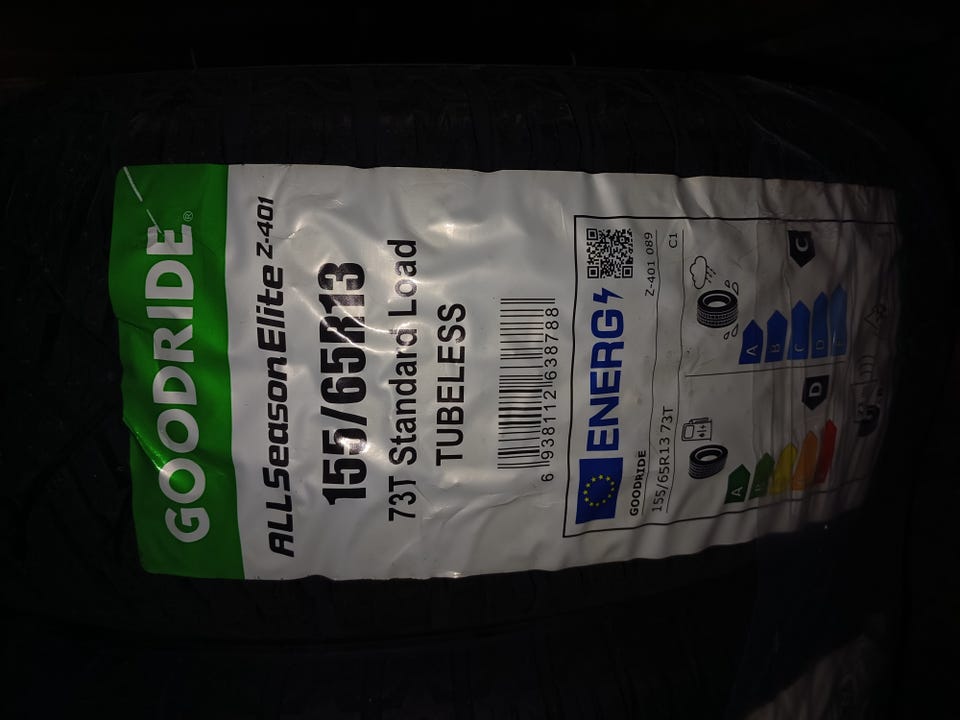 GOODRIDE®
ALLSeasonElite Z-401
155/65R13
73T Standard Load
TUBELESS
6 938112 638788
ENERG
GOODRIDE
Z-401 089
155/65R13 73T
C1
A
B
D
A
B
C
D
E
C